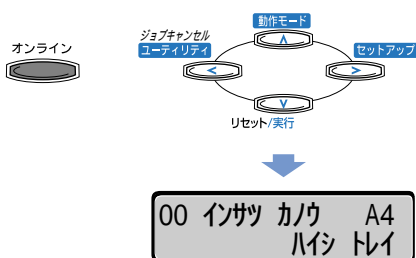 動作モード
ジョブキャンセル
オンライン
ユーティリティ
セットアップ
<
∧
>
∨
リセット/実行
00 インサツ カノウ A4
ハイシ トレイ